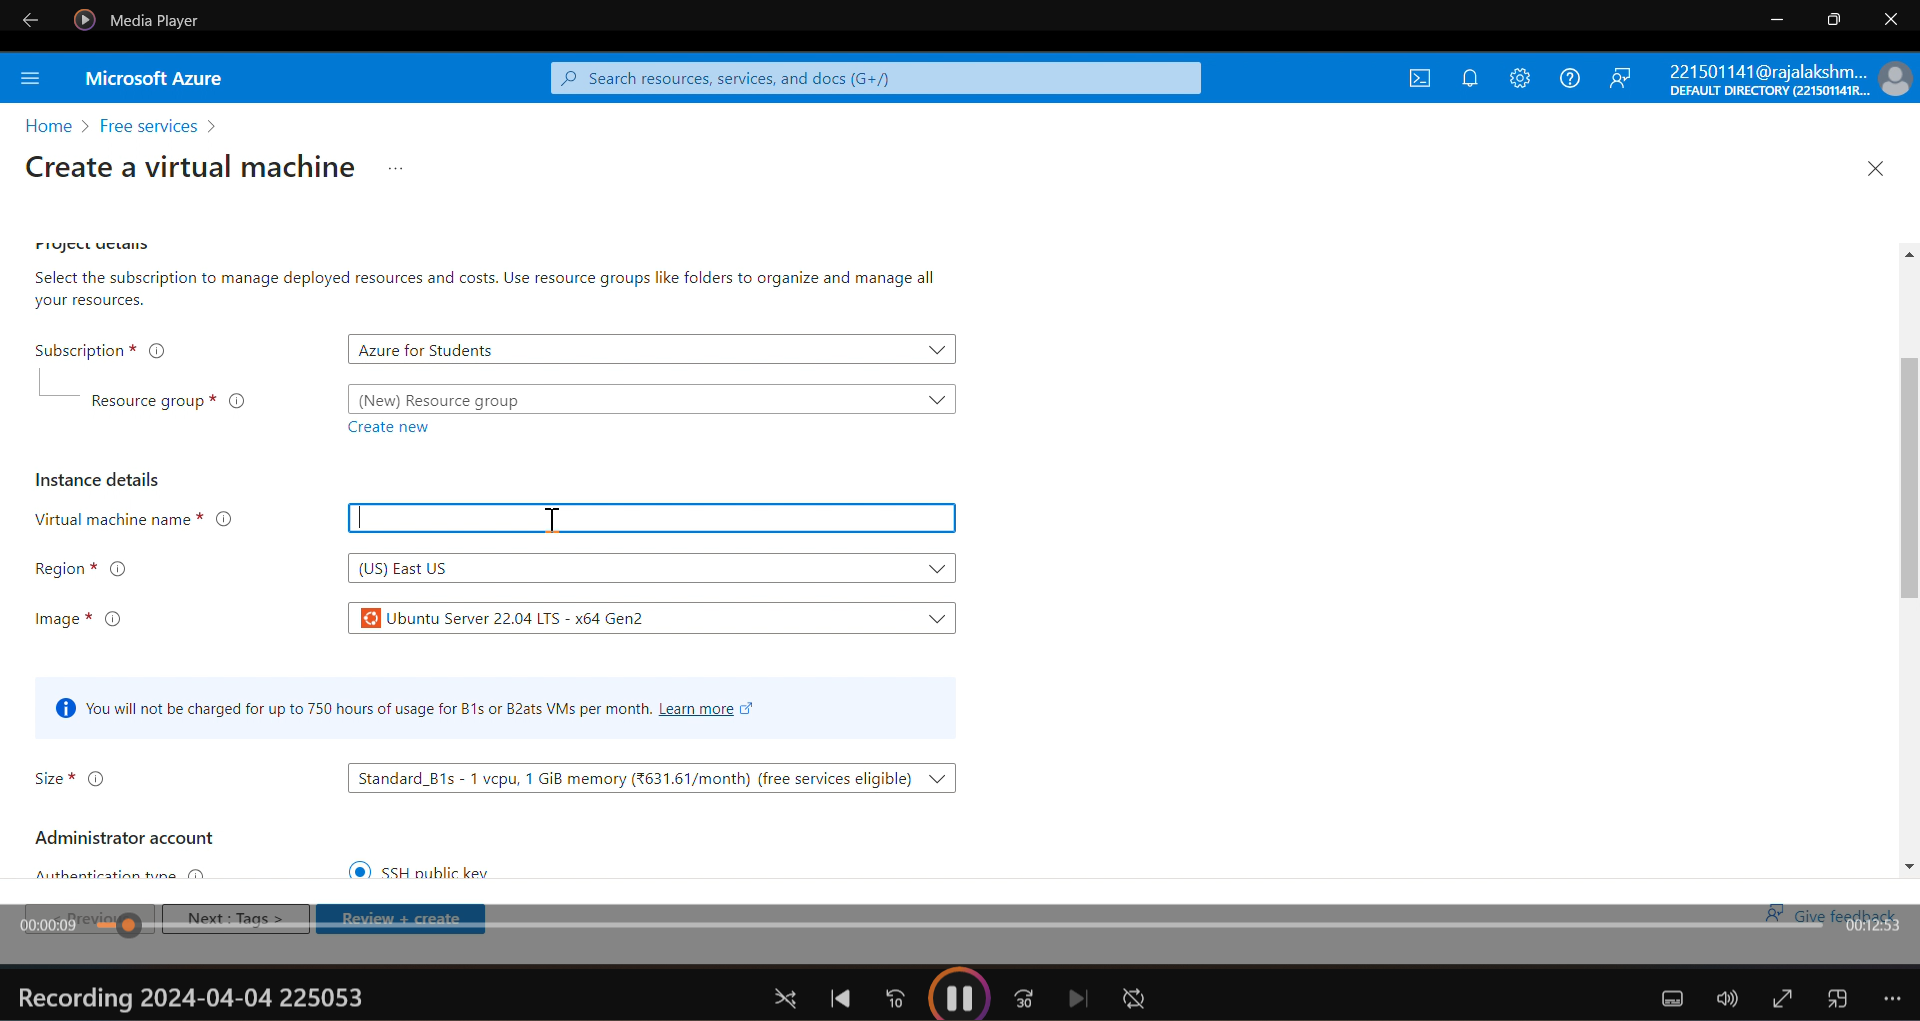 Media Player
Microsoft Azure
Search resources, services, and docs (G+/)
221501141@rajalakshm...
DEFAULT DIRECTORY (221501141R...
Home > Free services >
Create a virtual machine ...
Project details
Select the subscription to manage deployed resources and costs. Use resource groups like folders to organize and manage all
your resources.
Subscription *
Azure for Students
Resource group *
(New) Resource group
Create new
Instance details
Virtual machine name *
Region *
(US) East US
Image *
Ubuntu Server 22.04 LTS - x64 Gen2
You will not be charged for up to 750 hours of usage for B1s or B2ats VMs per month. Learn more
Size *
Standard_B1s - 1 vcpu, 1 GiB memory (₹631.61/month) (free services eligible)
Administrator account
Authentication type
SSH public key
< Previous
Next : Tags >
Review + create
Give feedback
00:00:09
00:12:53
Recording 2024-04-04 225053
10
30